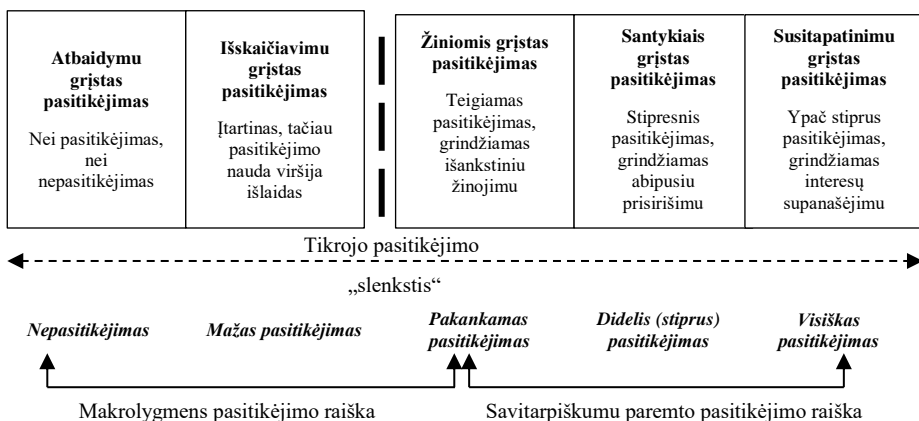 Atbaidymu
grįstas
pasitikėjimas
Nei pasitikėjimas,
nei
nepasitikėjimas
Išskaičiavimu
grįstas
pasitikėjimas
Įtartinas, tačiau
pasitikėjimo
nauda viršija
išlaidas
Žiniomis grįstas
pasitikėjimas
Teigiamas
pasitikėjimas,
grindžiamas
išankstiniu
žinojimu
Santykiais
grįstas
pasitikėjimas
Stipresnis
pasitikėjimas,
grindžiamas
abipusiu
prisirišimu
Susitapatinimu
grįstas
pasitikėjimas
Ypač stiprus
pasitikėjimas,
grindžiamas
interesų
supanašėjimu
Tikrojo pasitikėjimo
„slenkstis“
Nepasitikėjimas
Mažas pasitikėjimas
Pakankamas
pasitikėjimas
Didelis (stiprus)
pasitikėjimas
Visiškas
pasitikėjimas
Makrolygmens pasitikėjimo raiška
Savitarpiškumu paremto pasitikėjimo raiška